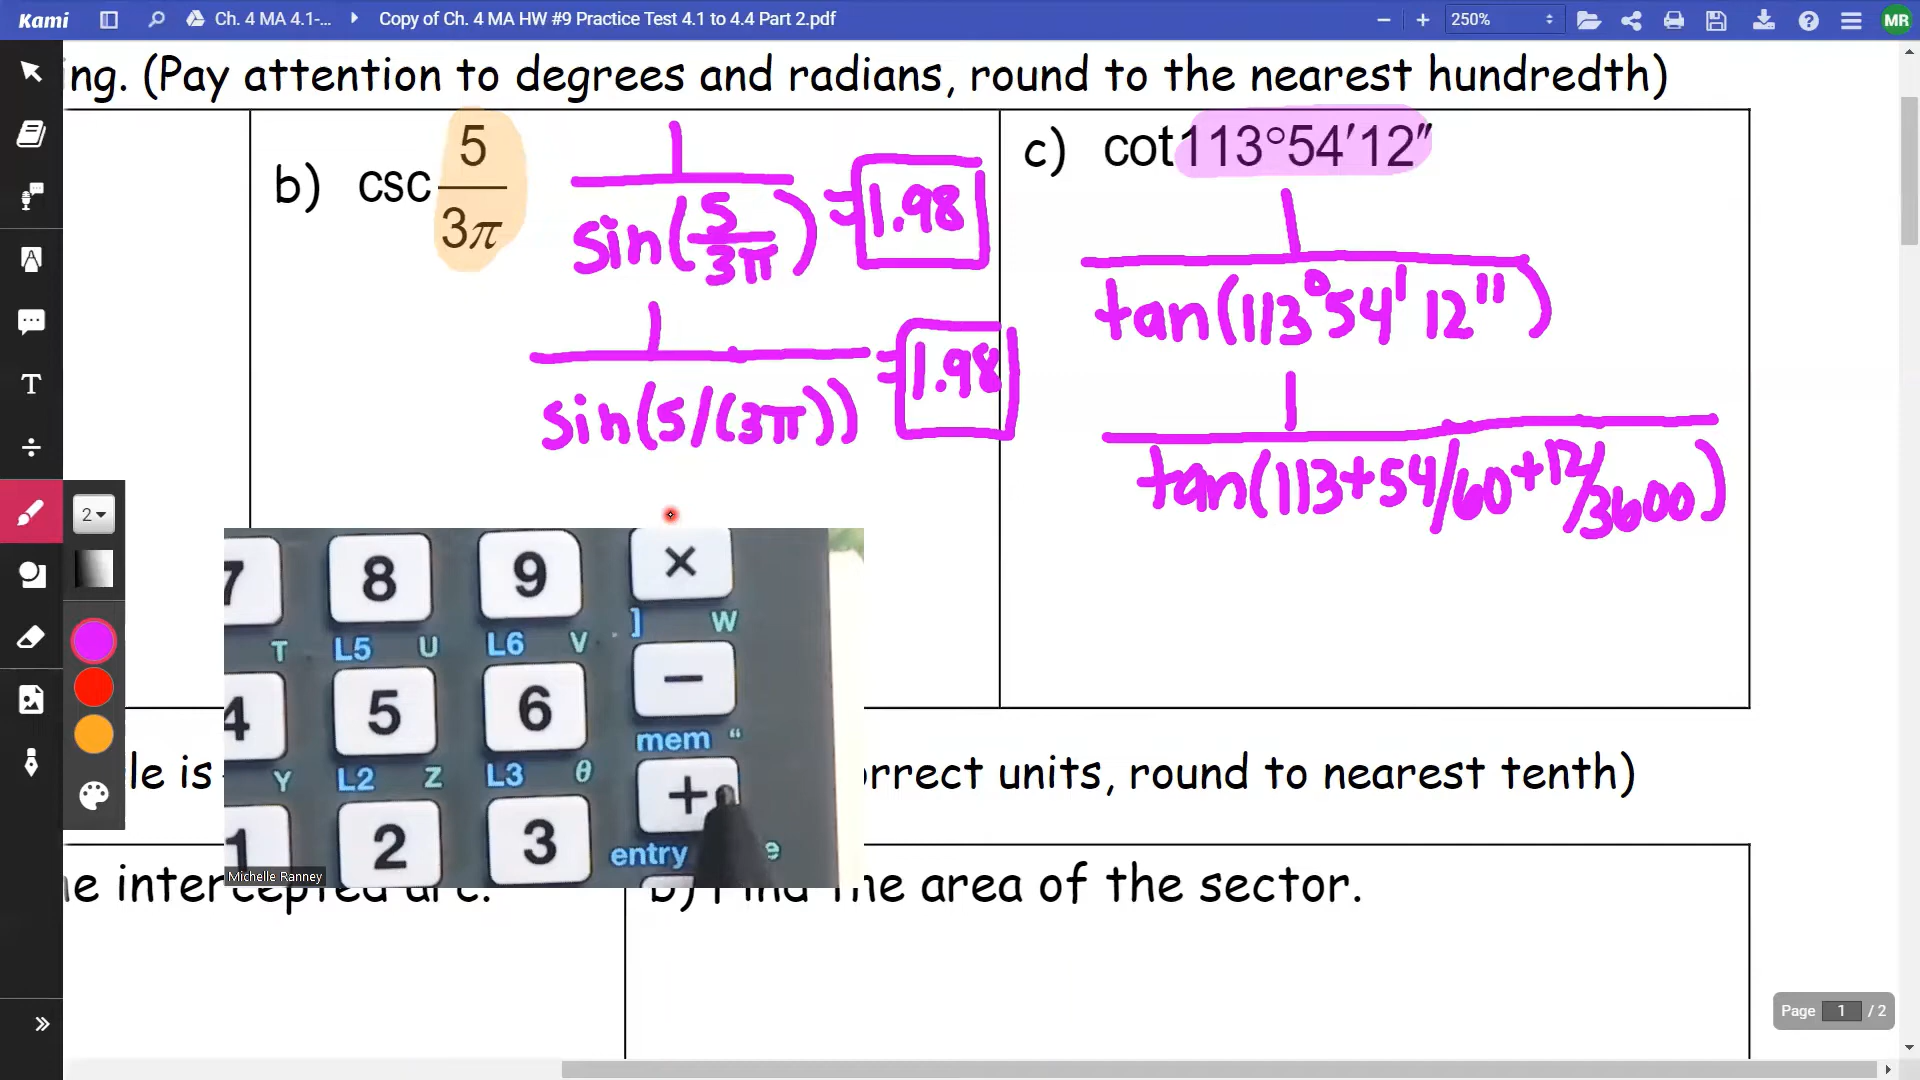 Kami
Ch. 4 MA 4.1-...
Copy of Ch. 4 MA HW #9 Practice Test 4.1 to 4.4 Part 2.pdf
250%
MR
ing. (Pay attention to degrees and radians, round to the nearest hundredth)
b) csc 5/3π
1/sin(5/3π) = 1.98
1/sin(5/(3π)) = 1.98
c) cot113°54′12″
1/tan(113°54′12″)
1/tan(113+54/60+12/3600)
2
7 8 9 ×
T L5 U L6 V ] W
4 5 6 −
Y L2 Z L3 θ mem “
1 2 3 +
entry
Michelle Ranney
le is
orrect units, round to nearest tenth)
e intercepted arc.
b) Find the area of the sector.
Page 1 / 2